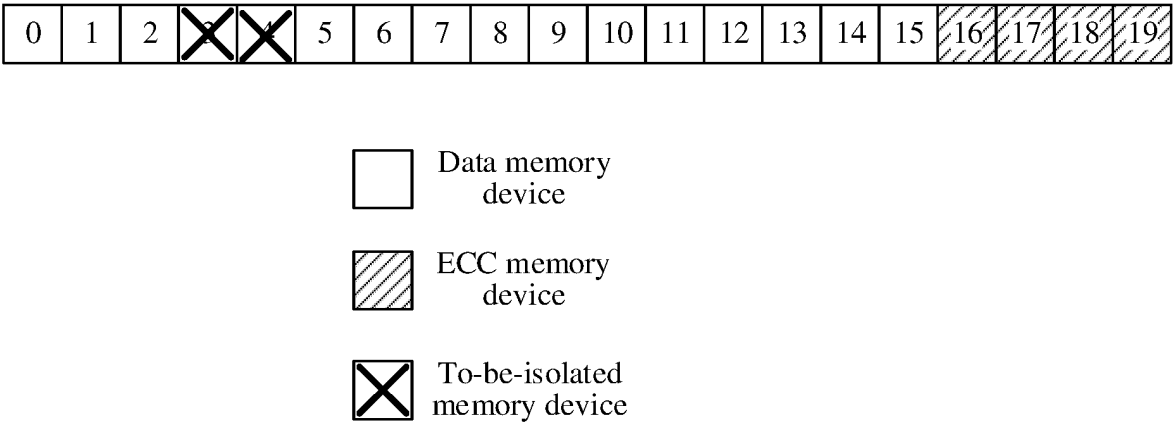 0 1 2 3 4 5 6 7 8 9 10 11 12 13 14 15 16 17 18 19
Data memory
device
ECC memory
device
To-be-isolated
memory device